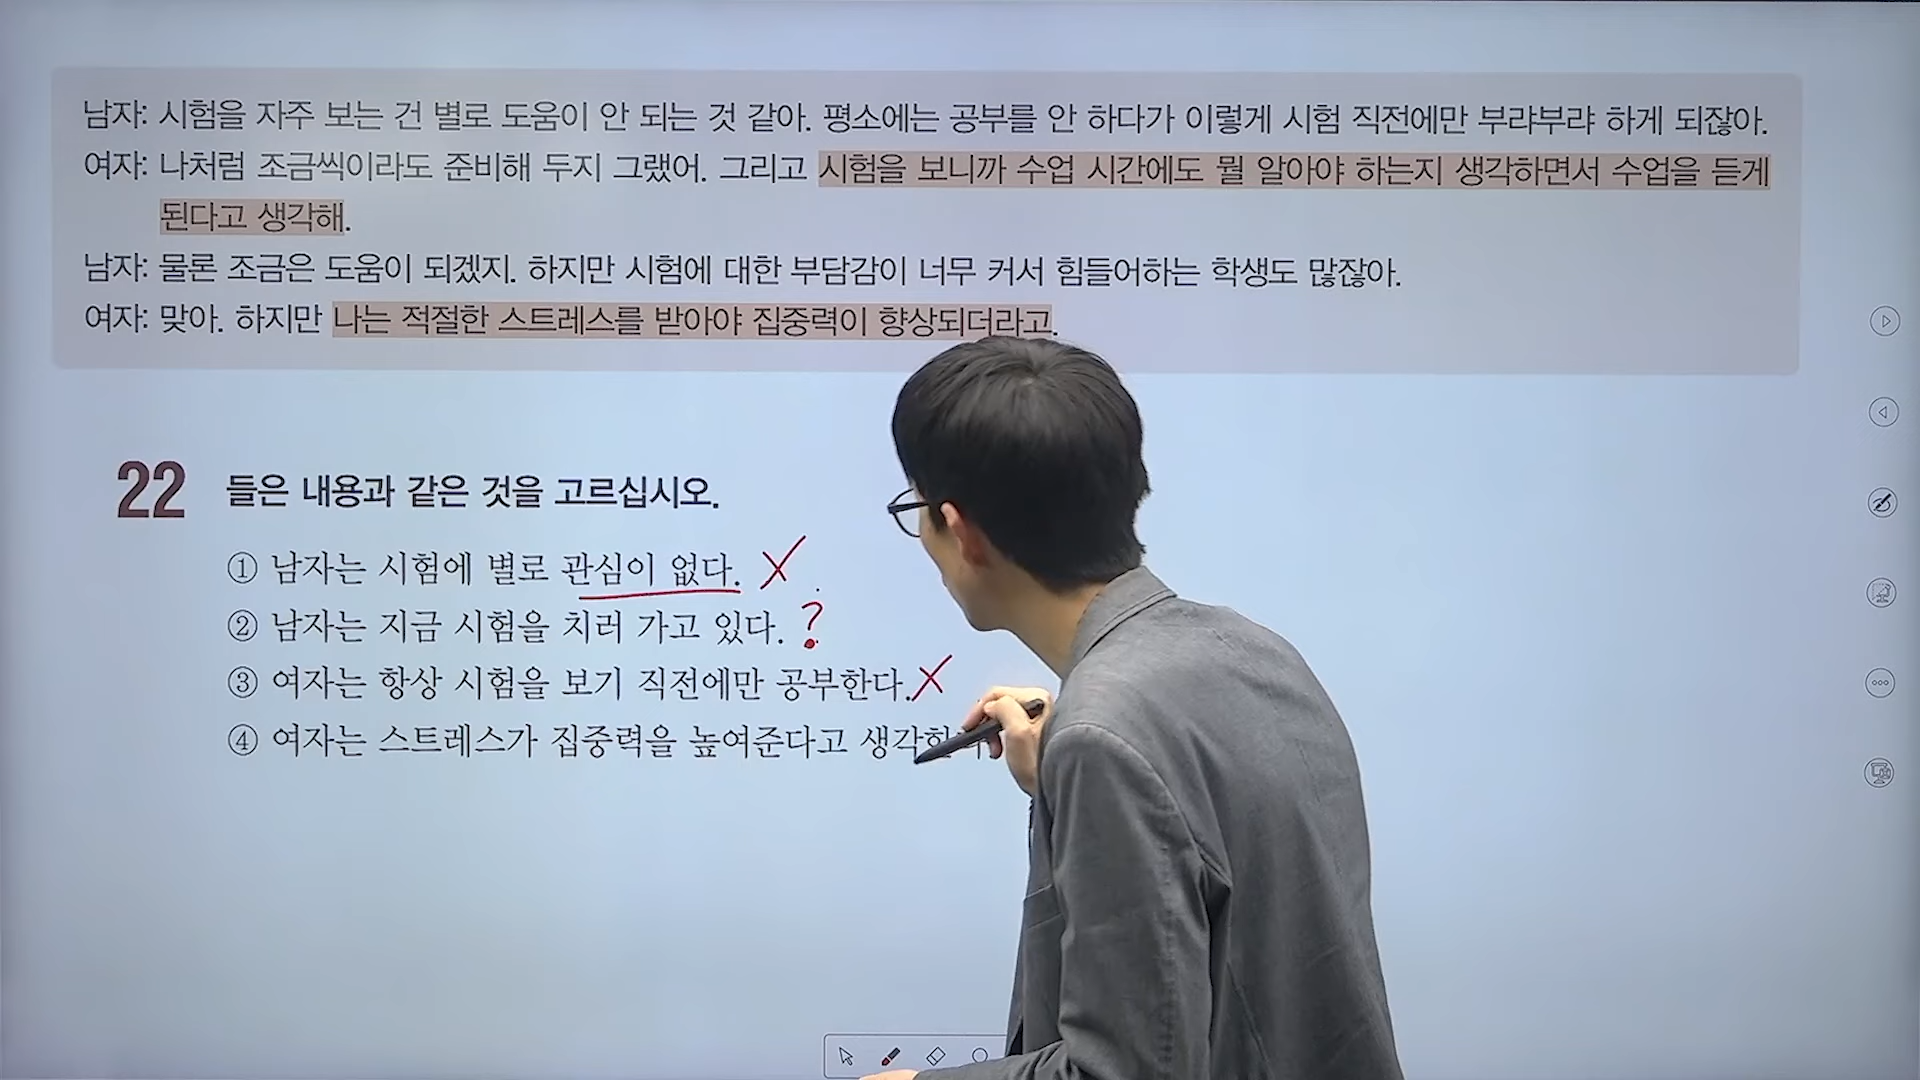 남자: 시험을 자주 보는 건 별로 도움이 안 되는 것 같아. 평소에는 공부를 안 하다가 이렇게 시험 직전에만 부랴부랴 하게 되잖아.
여자: 나처럼 조금씩이라도 준비해 두지 그랬어. 그리고 시험을 보니까 수업 시간에도 뭘 알아야 하는지 생각하면서 수업을 듣게
된다고 생각해.
남자: 물론 조금은 도움이 되겠지. 하지만 시험에 대한 부담감이 너무 커서 힘들어하는 학생도 많잖아.
여자: 맞아. 하지만 나는 적절한 스트레스를 받아야 집중력이 향상되더라고.
22 들은 내용과 같은 것을 고르십시오.
① 남자는 시험에 별로 관심이 없다. X
② 남자는 지금 시험을 치러 가고 있다. ?
③ 여자는 항상 시험을 보기 직전에만 공부한다. X
④ 여자는 스트레스가 집중력을 높여준다고